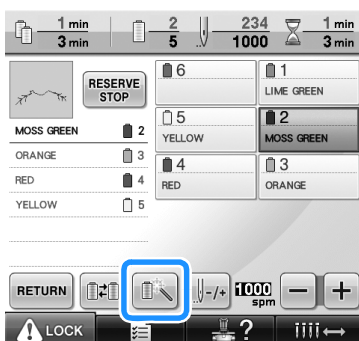 1 min 2 234 1 min
3 min 5 1000 3 min
RESERVE
STOP
6
1
LIME GREEN
MOSS GREEN 2
5
YELLOW
2
MOSS GREEN
ORANGE 3
RED 4
4
RED
3
ORANGE
YELLOW 5
RETURN
-/+
1000
spm
- +
LOCK
?